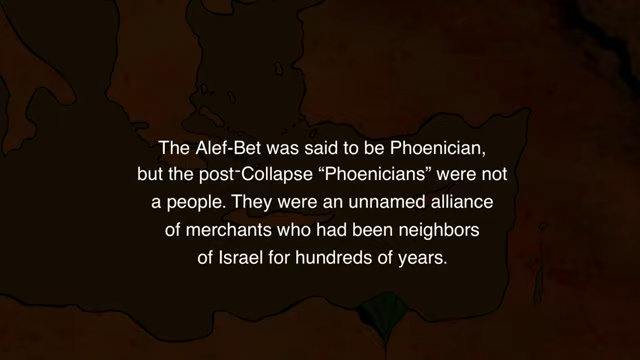 The Alef-Bet was said to be Phoenician,
but the post-Collapse “Phoenicians” were not
a people. They were an unnamed alliance
of merchants who had been neighbors
of Israel for hundreds of years.